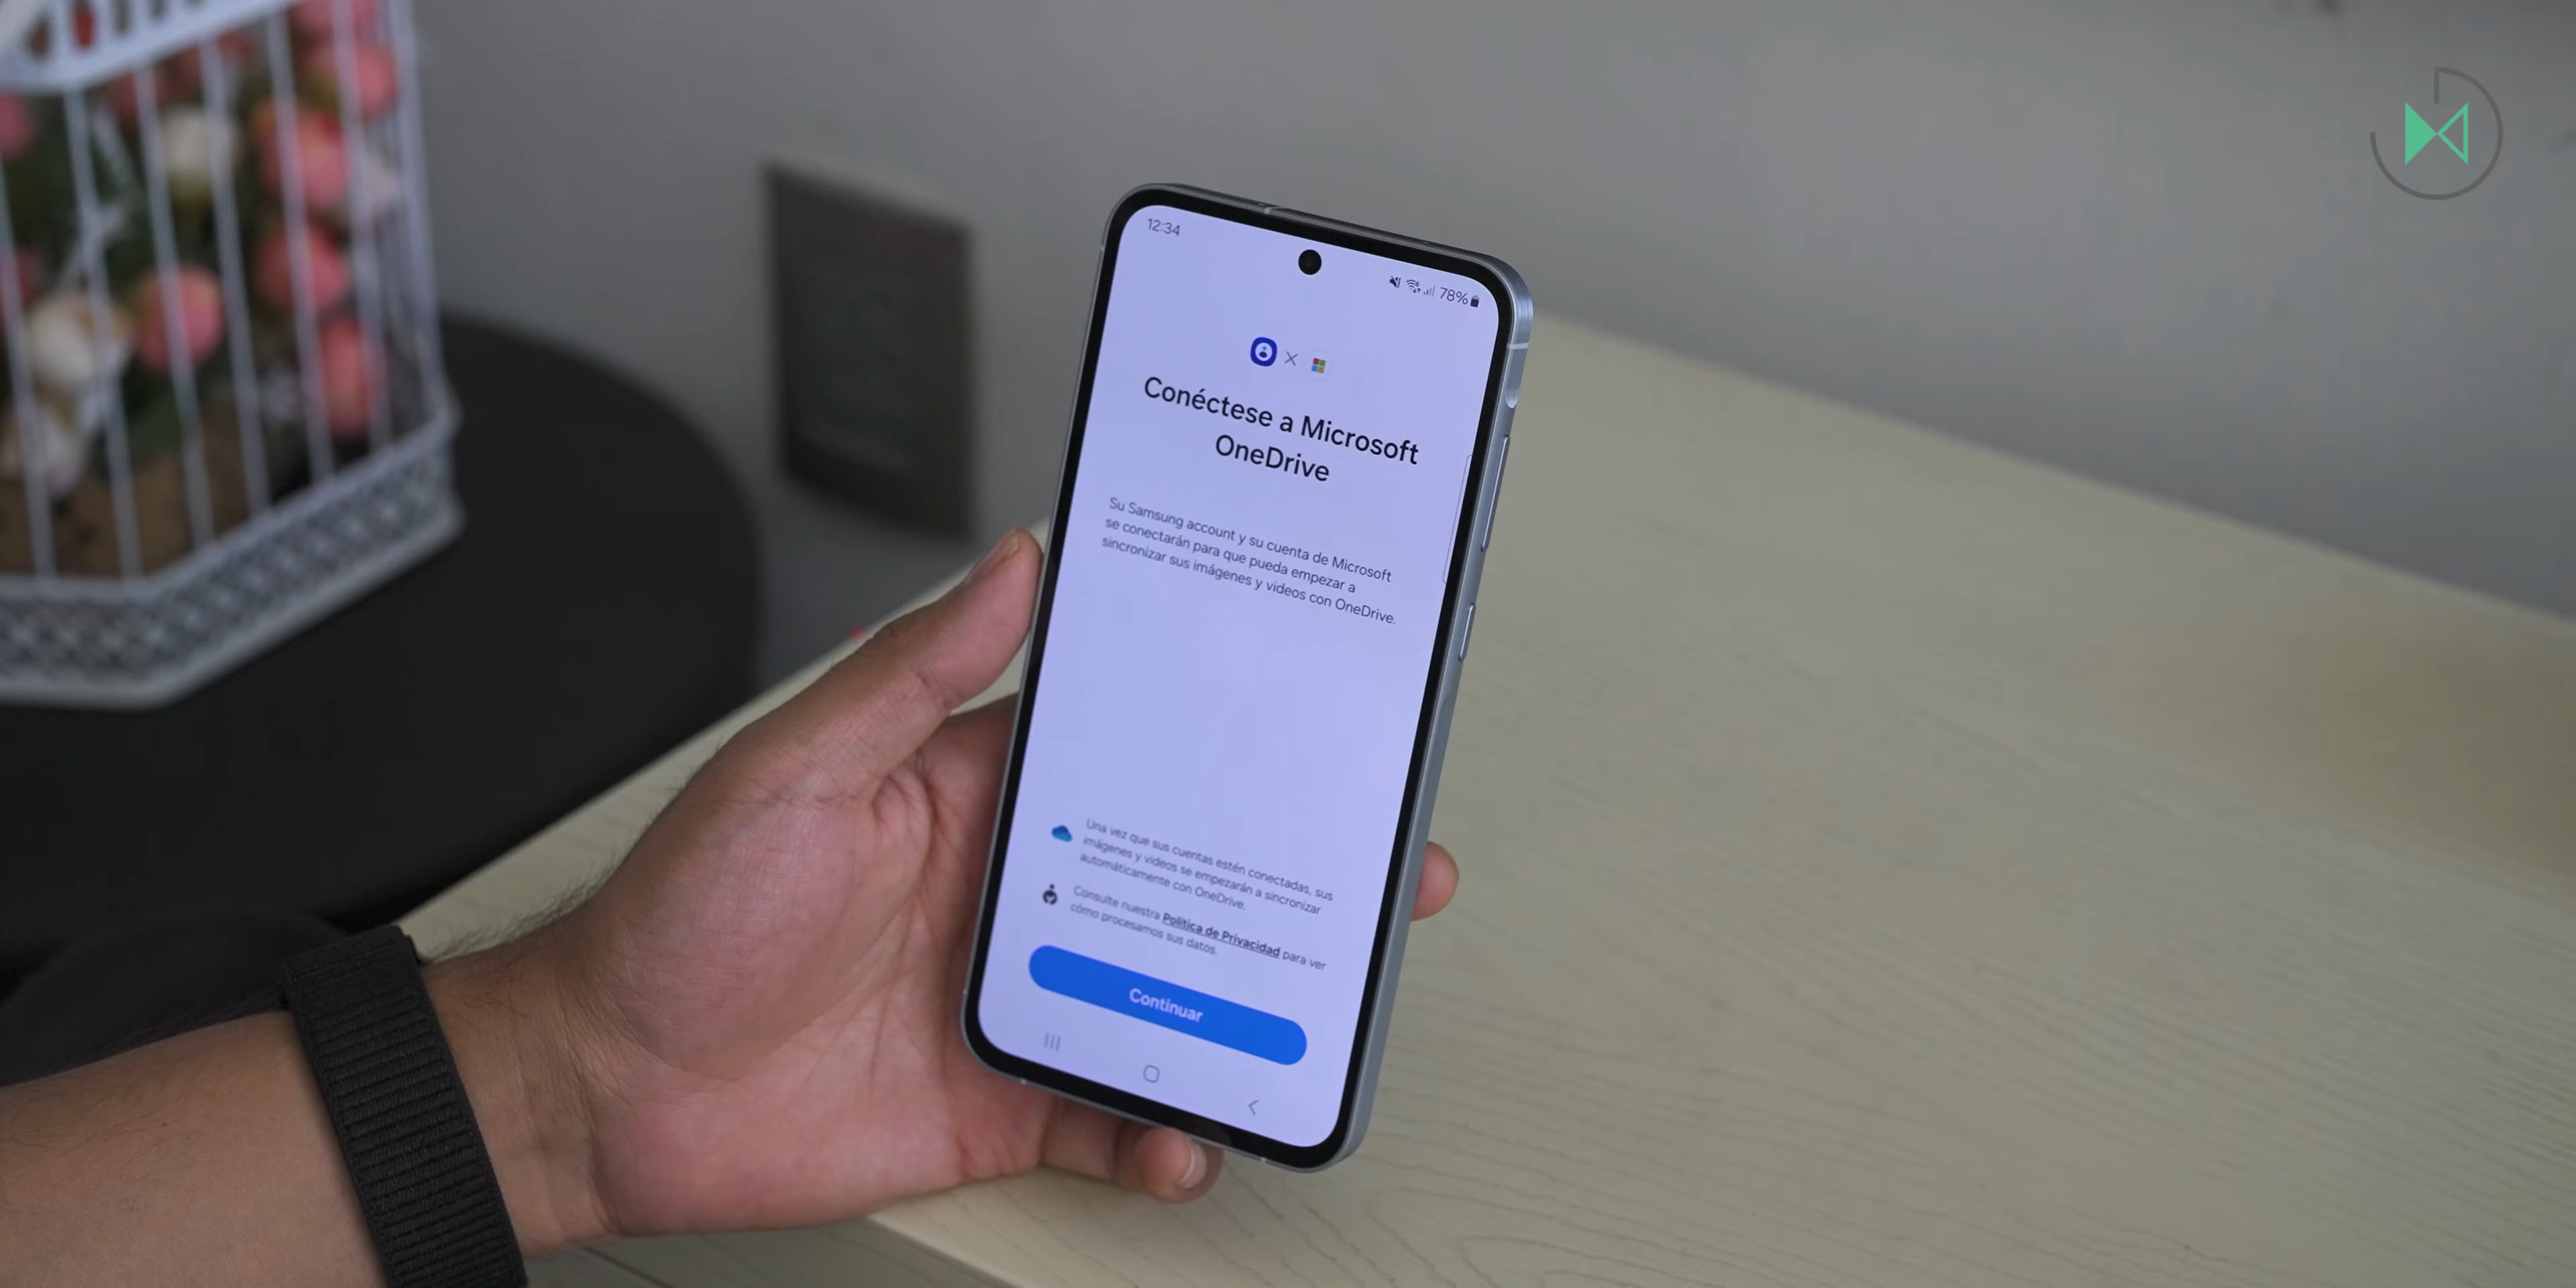 12:34
78%
Conéctese a Microsoft
OneDrive
Su Samsung account y su cuenta de Microsoft
se conectarán para que pueda empezar a
sincronizar sus imágenes y videos con OneDrive.
Una vez que sus cuentas estén conectadas, sus
imágenes y videos se empezarán a sincronizar
automáticamente con OneDrive.
Consulte nuestra Política de Privacidad para ver
cómo procesamos sus datos.
Continuar